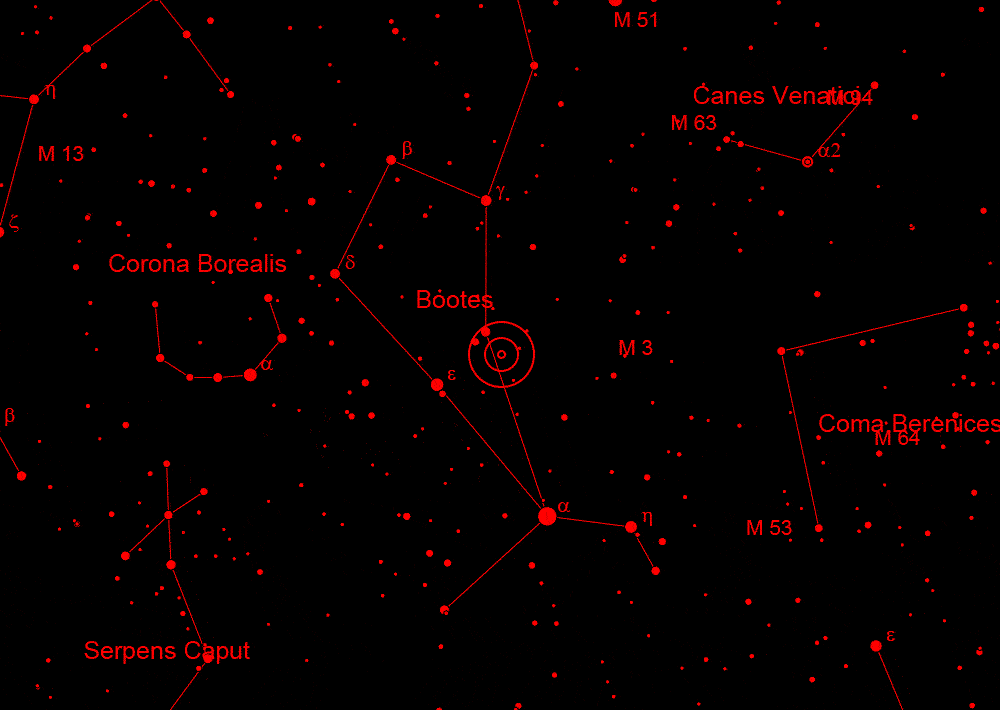 M 51
η
Canes Venatici
M 94
M 63
α2
M 13
β
γ
ζ
Corona Borealis
δ
Bootes
M 3
α
ε
β
Coma Berenices
M 64
α
η
M 53
Serpens Caput
ε